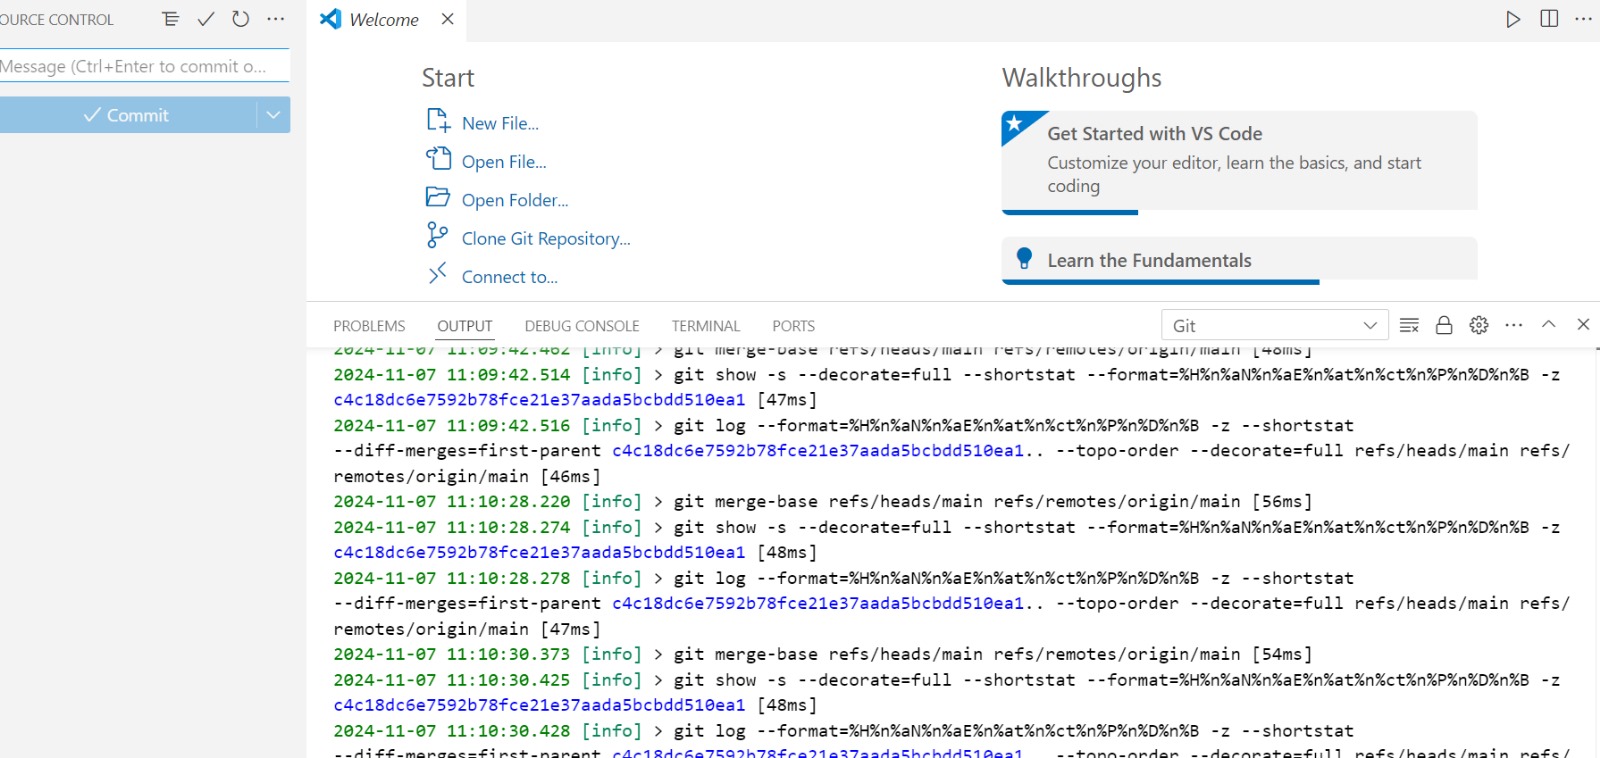 OURCE CONTROL
Message (Ctrl+Enter to commit o...
Commit
Welcome
Start
New File...
Open File...
Open Folder...
Clone Git Repository...
Connect to...
Walkthroughs
Get Started with VS Code
Customize your editor, learn the basics, and start
coding
Learn the Fundamentals
PROBLEMS OUTPUT DEBUG CONSOLE TERMINAL PORTS Git
2024-11-07 11:09:42.462 [info] > git merge-base refs/heads/main refs/remotes/origin/main [48ms]
2024-11-07 11:09:42.514 [info] > git show -s --decorate=full --shortstat --format=%H%n%aN%n%aE%n%at%n%ct%n%P%n%D%n%B -z
c4c18dc6e7592b78fce21e37aada5bcbdd510ea1 [47ms]
2024-11-07 11:09:42.516 [info] > git log --format=%H%n%aN%n%aE%n%at%n%ct%n%P%n%D%n%B -z --shortstat
--diff-merges=first-parent c4c18dc6e7592b78fce21e37aada5bcbdd510ea1.. --topo-order --decorate=full refs/heads/main refs/
remotes/origin/main [46ms]
2024-11-07 11:10:28.220 [info] > git merge-base refs/heads/main refs/remotes/origin/main [56ms]
2024-11-07 11:10:28.274 [info] > git show -s --decorate=full --shortstat --format=%H%n%aN%n%aE%n%at%n%ct%n%P%n%D%n%B -z
c4c18dc6e7592b78fce21e37aada5bcbdd510ea1 [48ms]
2024-11-07 11:10:28.278 [info] > git log --format=%H%n%aN%n%aE%n%at%n%ct%n%P%n%D%n%B -z --shortstat
--diff-merges=first-parent c4c18dc6e7592b78fce21e37aada5bcbdd510ea1.. --topo-order --decorate=full refs/heads/main refs/
remotes/origin/main [47ms]
2024-11-07 11:10:30.373 [info] > git merge-base refs/heads/main refs/remotes/origin/main [54ms]
2024-11-07 11:10:30.425 [info] > git show -s --decorate=full --shortstat --format=%H%n%aN%n%aE%n%at%n%ct%n%P%n%D%n%B -z
c4c18dc6e7592b78fce21e37aada5bcbdd510ea1 [48ms]
2024-11-07 11:10:30.428 [info] > git log --format=%H%n%aN%n%aE%n%at%n%ct%n%P%n%D%n%B -z --shortstat
--diff-merges=first-parent c4c18dc6e7592b78fce21e37aada5bcbdd510ea1.. --topo-order --decorate=full refs/heads/main refs/